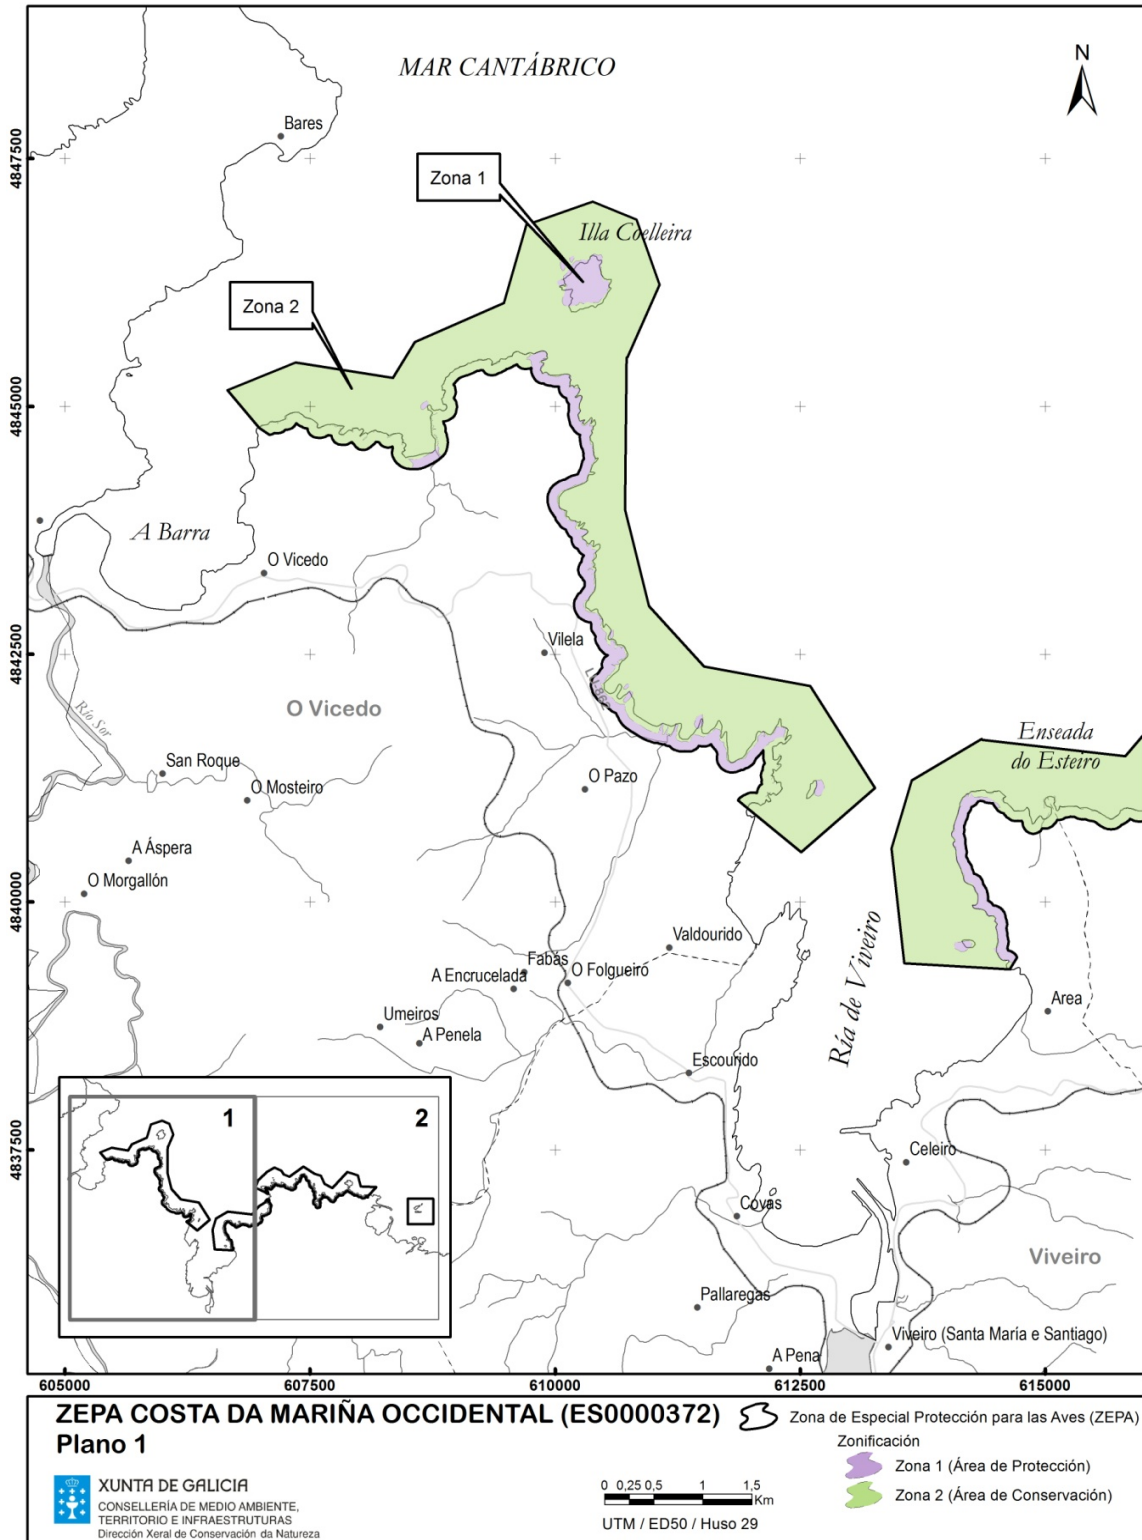 MAR CANTÁBRICO
N
Bares
4847500
Zona 1
Illa Coelleira
Zona 2
4845000
A Barra
O Vicedo
Vilela
4842500
LU-862
O Vicedo
Río Sor
Enseada
do Esteiro
San Roque
O Mosteiro
O Pazo
A Áspera
O Morgallón
4840000
Ría de Viveiro
Valdourido
Fabás
A Encrucelada
O Folgueiro
Area
Umeiros
A Penela
Escourido
1
2
4837500
Celeiro
Covas
Viveiro
Pallaregas
Viveiro (Santa María e Santiago)
A Pena
605000
607500
610000
612500
615000
ZEPA COSTA DA MARIÑA OCCIDENTAL (ES0000372)
Plano 1
Zona de Especial Protección para las Aves (ZEPA)
Zonificación
Zona 1 (Área de Protección)
Zona 2 (Área de Conservación)
XUNTA DE GALICIA
CONSELLERÍA DE MEDIO AMBIENTE,
TERRITORIO E INFRAESTRUTURAS
Dirección Xeral de Conservación da Natureza
0 0,25 0,5 1 1,5
Km
UTM / ED50 / Huso 29